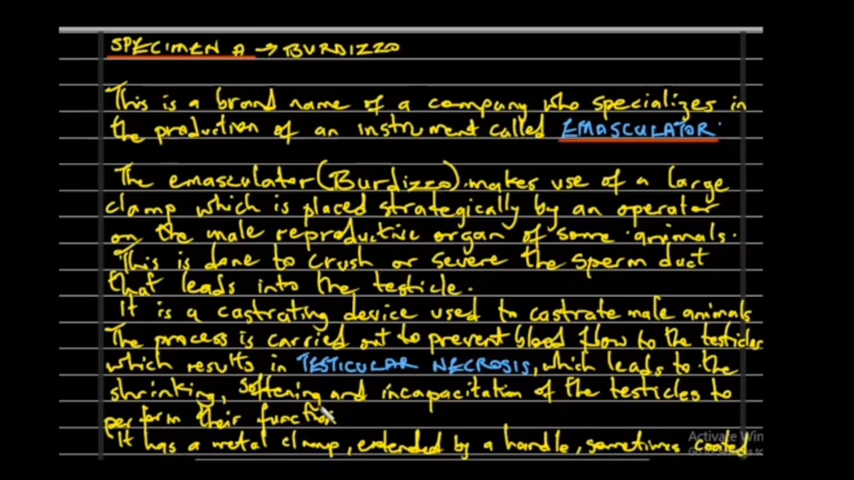 SPECIMEN A → BURDIZZO
This is a brand name of a company who specializes in
the production of an instrument called EMASCULATOR.
The emasculator (Burdizzo) makes use of a large
clamp which is placed strategically by an operator
on the male reproductive organ of some animals.
This is done to crush or severe the sperm duct
that leads into the testicle.
It is a castrating device used to castrate male animals
The process is carried out to prevent blood flow to the testicles
which results in TESTICULAR NECROSIS, which leads to the
shrinking, softening and incapacitation of the testicles to
perform their function
It has a metal clamp, extended by a handle, sometimes coated
Activate Win